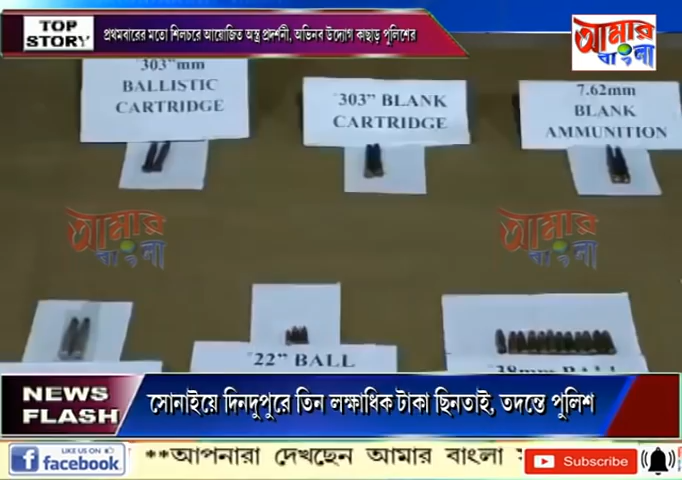 TOP
STORY
প্রথমবারের মতো শিলচরে আয়োজিত অস্ত্র প্রদর্শনী, অভিনব উদ্যোগ কাছাড় পুলিশের
আমার
বাংলা
"303"mm
BALLISTIC
CARTRIDGE
"303" BLANK
CARTRIDGE
7.62mm
BLANK
AMMUNITION
আমার
বাংলা
আমার
বাংলা
"22" BALL
"38mm BALL
NEWS
FLASH
সোনাইয়ে দিনদুপুরে তিন লক্ষাধিক টাকা ছিনতাই, তদন্তে পুলিশ
LIKE US ON
facebook
**আপনারা দেখছেন আমার বাংলা
Subscribe